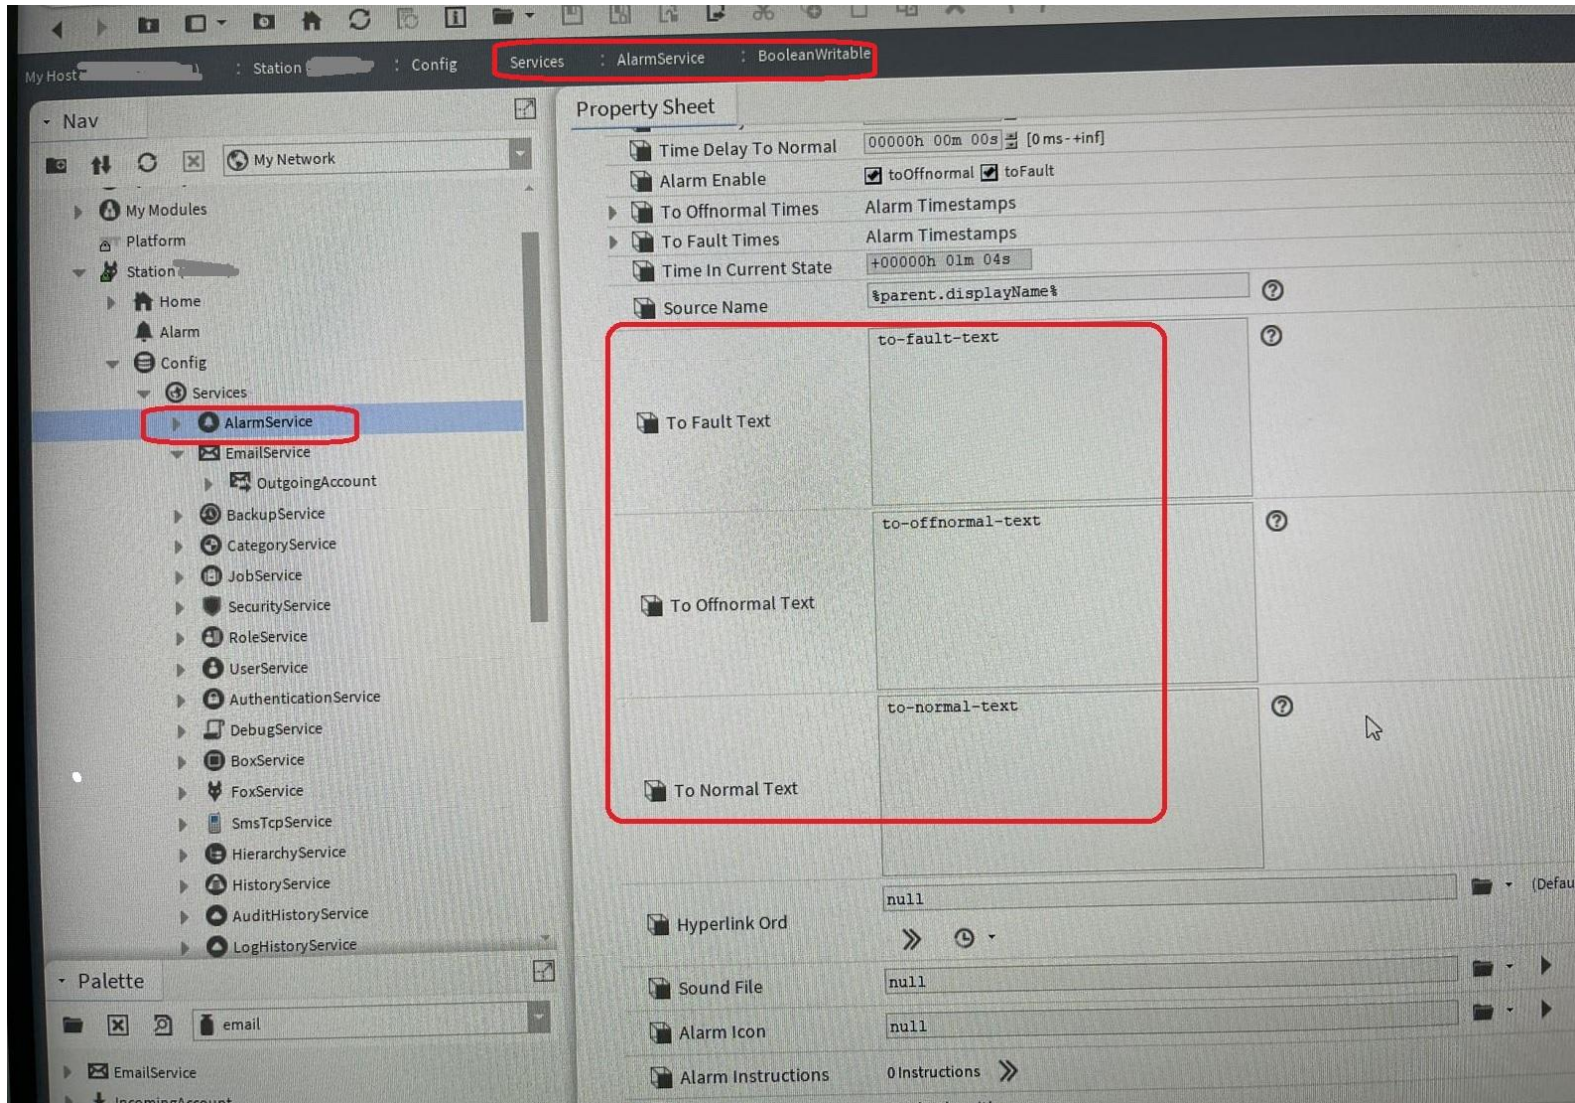 My Host : Station : Config Services : AlarmService : BooleanWritable
Nav
My Network
My Modules
Platform
Station
Home
Alarm
Config
Services
AlarmService
EmailService
OutgoingAccount
BackupService
CategoryService
JobService
SecurityService
RoleService
UserService
AuthenticationService
DebugService
BoxService
FoxService
SmsTcpService
HierarchyService
HistoryService
AuditHistoryService
LogHistoryService
Palette
email
EmailService
IncomingAccount
Property Sheet
Time Delay To Normal 00000h 00m 00s [0 ms - +inf]
Alarm Enable toOffnormal toFault
To Offnormal Times Alarm Timestamps
To Fault Times Alarm Timestamps
Time In Current State +00000h 01m 04s
Source Name %parent.displayName%
To Fault Text to-fault-text
To Offnormal Text to-offnormal-text
To Normal Text to-normal-text
Hyperlink Ord null (Defau
Sound File null
Alarm Icon null
Alarm Instructions 0 Instructions